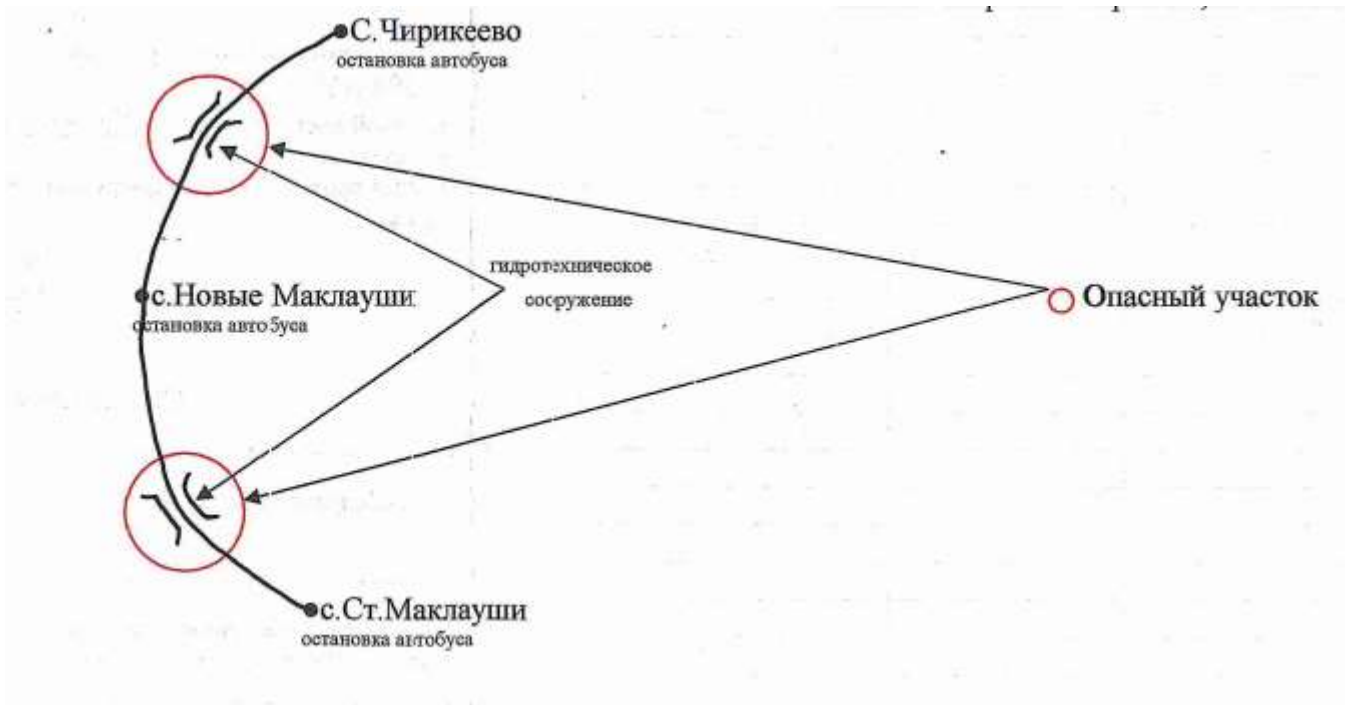 С.Чирикеево
остановка автобуса
гидротехническое
сооружение
с.Новые Маклауши
остановка автобуса
Опасный участок
с.Ст.Маклауши
остановка автобуса